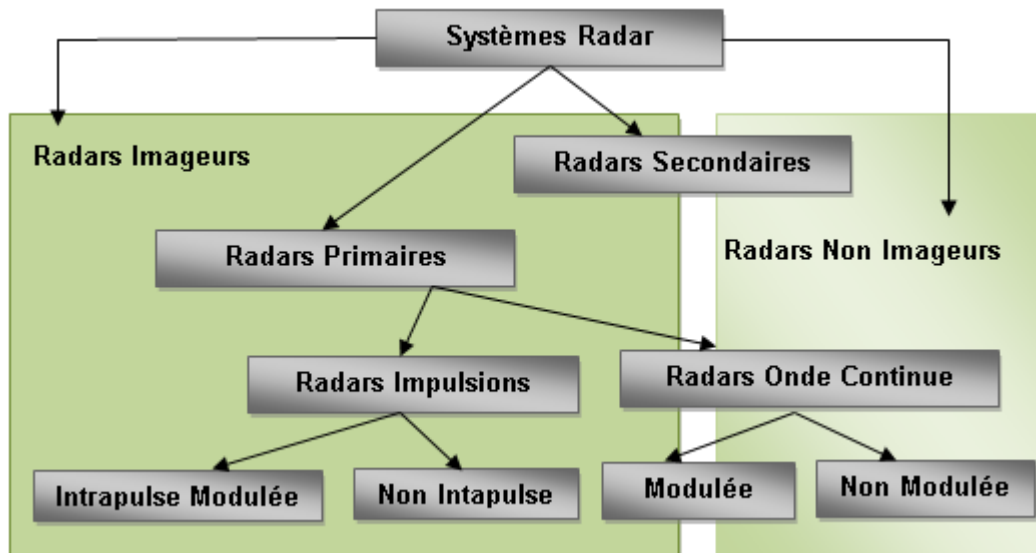 Systèmes Radar
Radars Imageurs
Radars Secondaires
Radars Primaires
Radars Non Imageurs
Radars Impulsions
Radars Onde Continue
Intrapulse Modulée
Non Intapulse
Modulée
Non Modulée